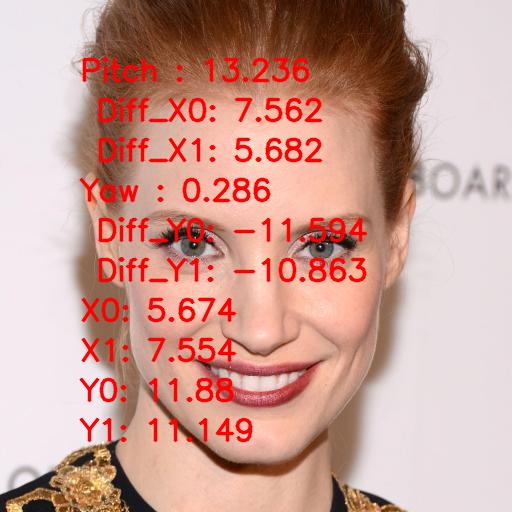 Pitch : 13.236
Diff_X0: 7.562
Diff_X1: 5.682
Yaw : 0.286
BOAR
Diff_Y0: -11.594
Diff_Y1: -10.863
X0: 5.674
X1: 7.554
Y0: 11.88
Y1: 11.149